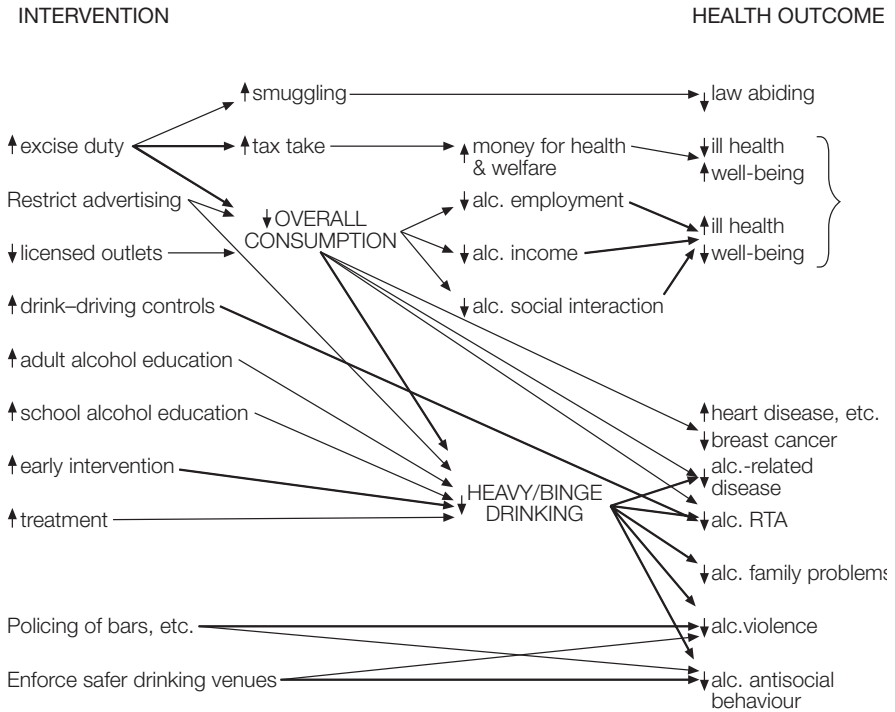 INTERVENTION
HEALTH OUTCOME
smuggling
law abiding
excise duty
tax take
money for health
& welfare
ill health
well-being
Restrict advertising
OVERALL
CONSUMPTION
alc. employment
ill health
well-being
licensed outlets
alc. income
alc. social interaction
drink–driving controls
adult alcohol education
school alcohol education
early intervention
treatment
HEAVY/BINGE
DRINKING
heart disease, etc.
breast cancer
alc.-related
disease
alc. RTA
alc. family problems
Policing of bars, etc.
alc.violence
Enforce safer drinking venues
alc. antisocial
behaviour